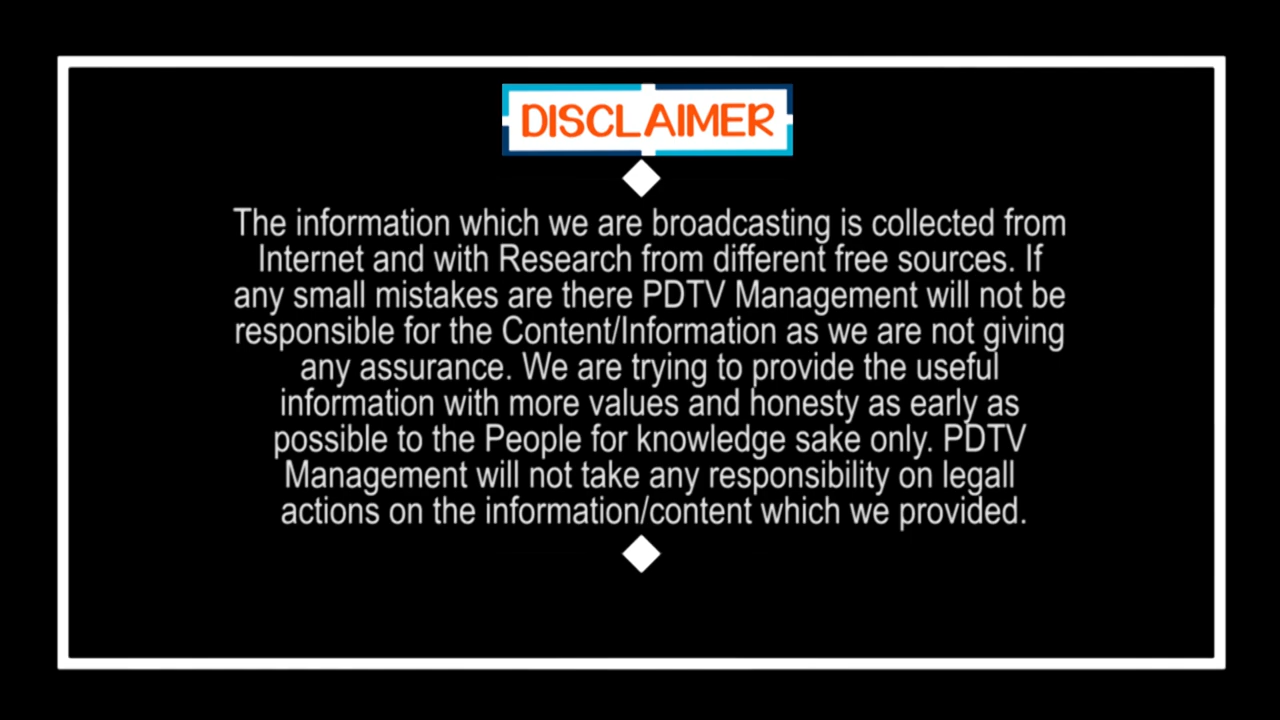 DISCLAIMER
The information which we are broadcasting is collected from
Internet and with Research from different free sources. If
any small mistakes are there PDTV Management will not be
responsible for the Content/Information as we are not giving
any assurance. We are trying to provide the useful
information with more values and honesty as early as
possible to the People for knowledge sake only. PDTV
Management will not take any responsibility on legall
actions on the information/content which we provided.